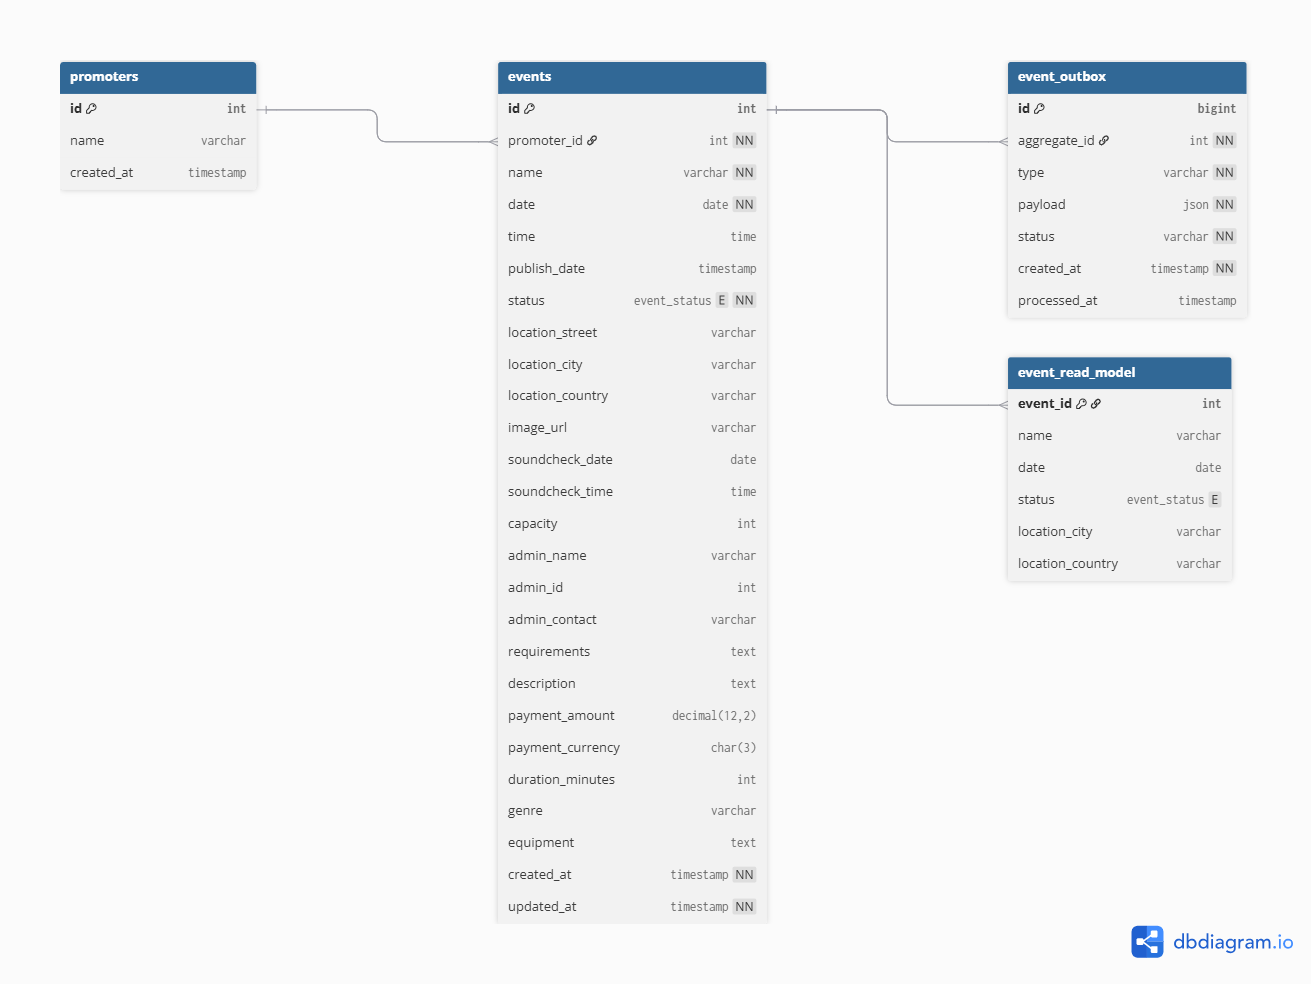 promoters
id int
name varchar
created_at timestamp
events
id int
promoter_id int NN
name varchar NN
date date NN
time time
publish_date timestamp
status event_status E NN
location_street varchar
location_city varchar
location_country varchar
image_url varchar
soundcheck_date date
soundcheck_time time
capacity int
admin_name varchar
admin_id int
admin_contact varchar
requirements text
description text
payment_amount decimal(12,2)
payment_currency char(3)
duration_minutes int
genre varchar
equipment text
created_at timestamp NN
updated_at timestamp NN
event_outbox
id bigint
aggregate_id int NN
type varchar NN
payload json NN
status varchar NN
created_at timestamp NN
processed_at timestamp
event_read_model
event_id int
name varchar
date date
status event_status E
location_city varchar
location_country varchar
dbdiagram.io